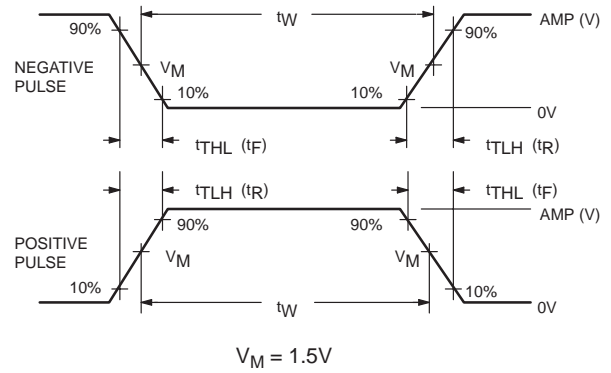 90%
tW
90%
AMP (V)
NEGATIVE
PULSE
VM
VM
10%
10%
0V
tTHL (tF)
tTLH (tR)
tTLH (tR)
tTHL (tF)
AMP (V)
90%
90%
POSITIVE
PULSE
VM
VM
10%
10%
tW
0V
VM = 1.5V